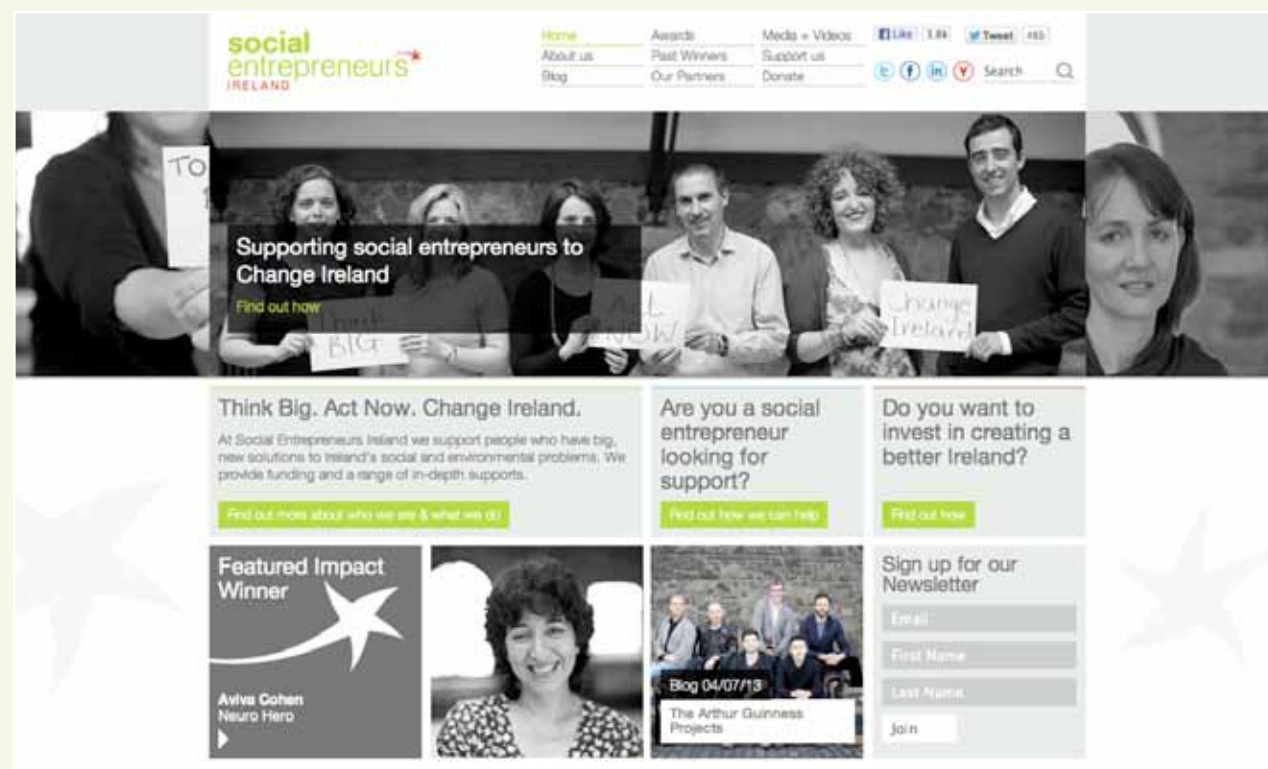 social
entrepreneurs
IRELAND
Home
About us
Blog
Awards
Past Winners
Our Partners
Media + Videos
Support us
Donate
Like
Tweet
Search
TO
Supporting social entrepreneurs to
Change Ireland
Find out how
BIG
NOW
Change
Ireland
Think Big. Act Now. Change Ireland.
At Social Entrepreneurs Ireland we support people who have big,
new solutions to Ireland's social and environmental problems. We
provide funding and a range of in-depth supports.
Find out more about who we are & what we do
Are you a social
entrepreneur
looking for
support?
Find out how we can help
Do you want to
invest in creating a
better Ireland?
Find out how
Featured Impact
Winner
Aviva Cohen
Neuro Hero
Blog 04/07/13
The Arthur Guinness
Projects
Sign up for our
Newsletter
Email
First Name
Last Name
Join